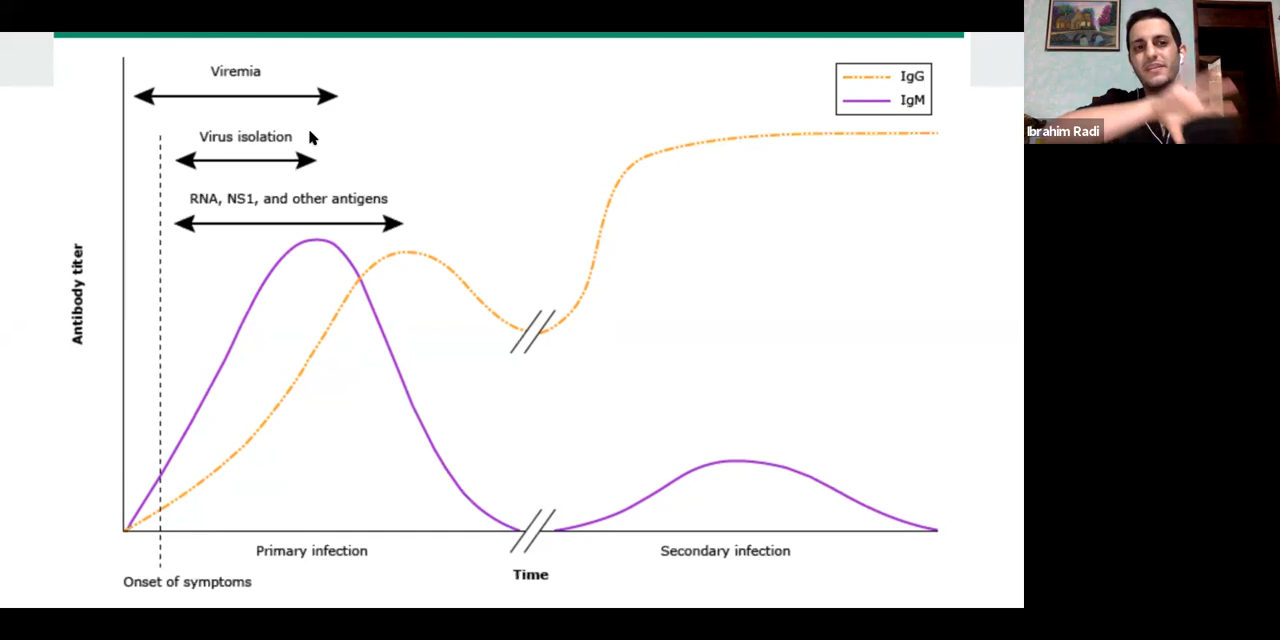 Viremia
IgG
IgM
Virus isolation
Ibrahim Radi
RNA, NS1, and other antigens
Antibody titer
Primary infection
Secondary infection
Time
Onset of symptoms